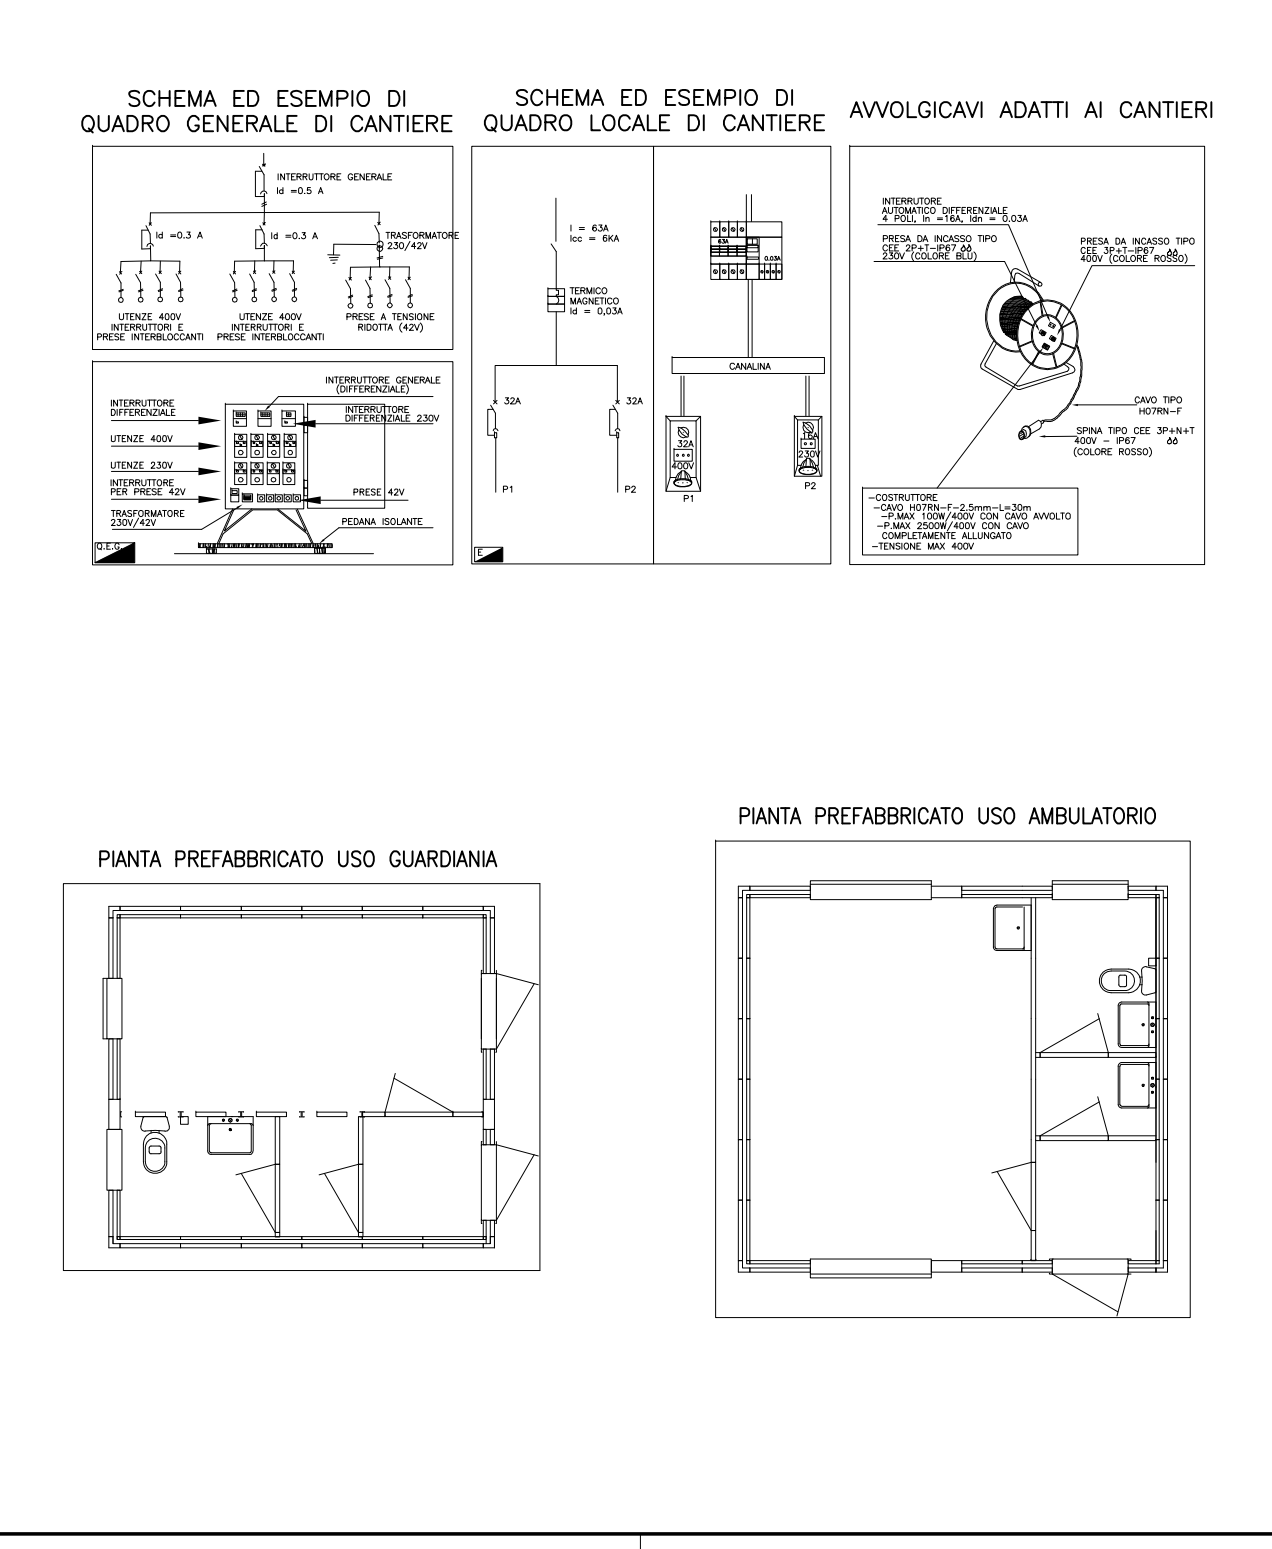 SCHEMA ED ESEMPIO DI
QUADRO GENERALE DI CANTIERE
INTERRUTTORE GENERALE
Id =0.5 A
Id =0.3 A
Id =0.3 A
TRASFORMATORE
230/42V
UTENZE 400V
INTERRUTTORI E
PRESE INTERBLOCCANTI
UTENZE 400V
INTERRUTTORI E
PRESE INTERBLOCCANTI
PRESE A TENSIONE
RIDOTTA (42V)
INTERRUTTORE GENERALE
(DIFFERENZIALE)
INTERRUTTORE
DIFFERENZIALE
INTERRUTTORE
DIFFERENZIALE 230V
UTENZE 400V
UTENZE 230V
INTERRUTTORE
PER PRESE 42V
PRESE 42V
TRASFORMATORE
230V/42V
PEDANA ISOLANTE
Q.E.G.
SCHEMA ED ESEMPIO DI
QUADRO LOCALE DI CANTIERE
I = 63A
Icc = 6KA
TERMICO
MAGNETICO
Id = 0,03A
32A
32A
P1
P2
E
63A
0.03A
CANALINA
32A
400V
P1
16A
230V
P2
AVVOLGICAVI ADATTI AI CANTIERI
INTERRUTORE
AUTOMATICO DIFFERENZIALE
4 POLI, In =16A, Idn = 0.03A
PRESA DA INCASSO TIPO
CEE 2P+T-IP67
230V (COLORE BLU)
PRESA DA INCASSO TIPO
CEE 3P+T-IP67
400V (COLORE ROSSO)
CAVO TIPO
H07RN-F
SPINA TIPO CEE 3P+N+T
400V - IP67
(COLORE ROSSO)
-COSTRUTTORE
-CAVO H07RN-F-2.5mm-L=30m
-P.MAX 100W/400V CON CAVO AVVOLTO
-P.MAX 2500W/400V CON CAVO
COMPLETAMENTE ALLUNGATO
-TENSIONE MAX 400V
PIANTA PREFABBRICATO USO GUARDIANIA
PIANTA PREFABBRICATO USO AMBULATORIO